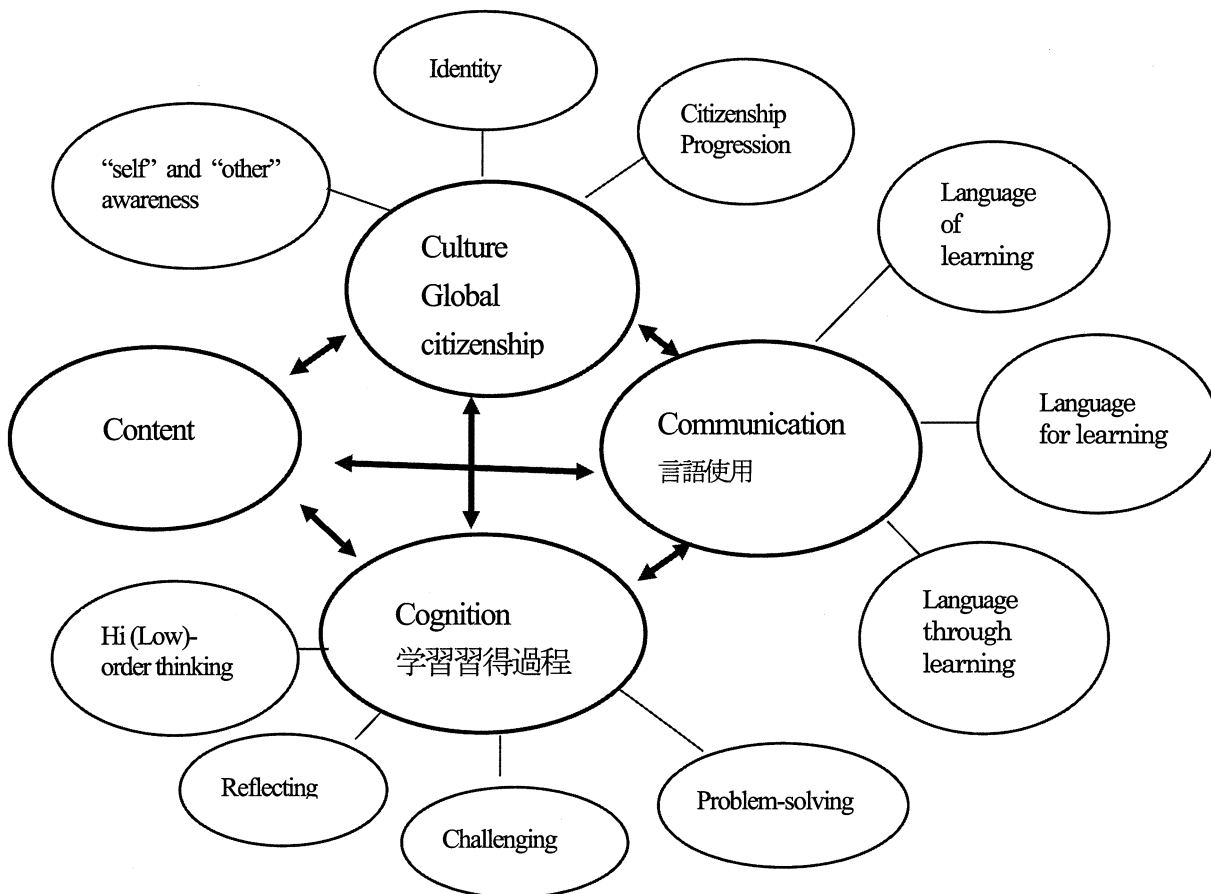 Identity
Citizenship
Progression
“self” and “other”
awareness
Language
of
learning
Culture
Global
citizenship
Content
Communication
言語使用
Language
for learning
Cognition
学習習得過程
Hi (Low)-
order thinking
Language
through
learning
Reflecting
Challenging
Problem-solving